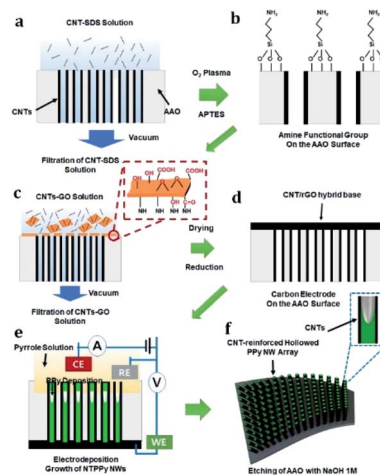 a
CNT-SDS Solution
CNTs
AAO
Vacuum
Filtration of CNT-SDS
Solution
O₂ Plasma
APTES
b
NH₂
NH₂
NH₂
Si
Si
Si
O O O
O O O
O O O
Amine Functional Group
On the AAO Surface
c
CNTs-GO Solution
Vacuum
Filtration of CNTs-GO
Solution
COOH
COOH
OH
OH
O
O
OH
NH NH NH C=O
NH
Drying
Reduction
d
CNT/rGO hybrid base
Carbon Electrode
On the AAO Surface
e
Pyrrole Solution
A
CE
RE
PPy Deposition
V
WE
Electrodeposition
Growth of NTPPy NWs
f
CNTs
CNT-reinforced Hollowed
PPy NW Array
Etching of AAO with NaOH 1M